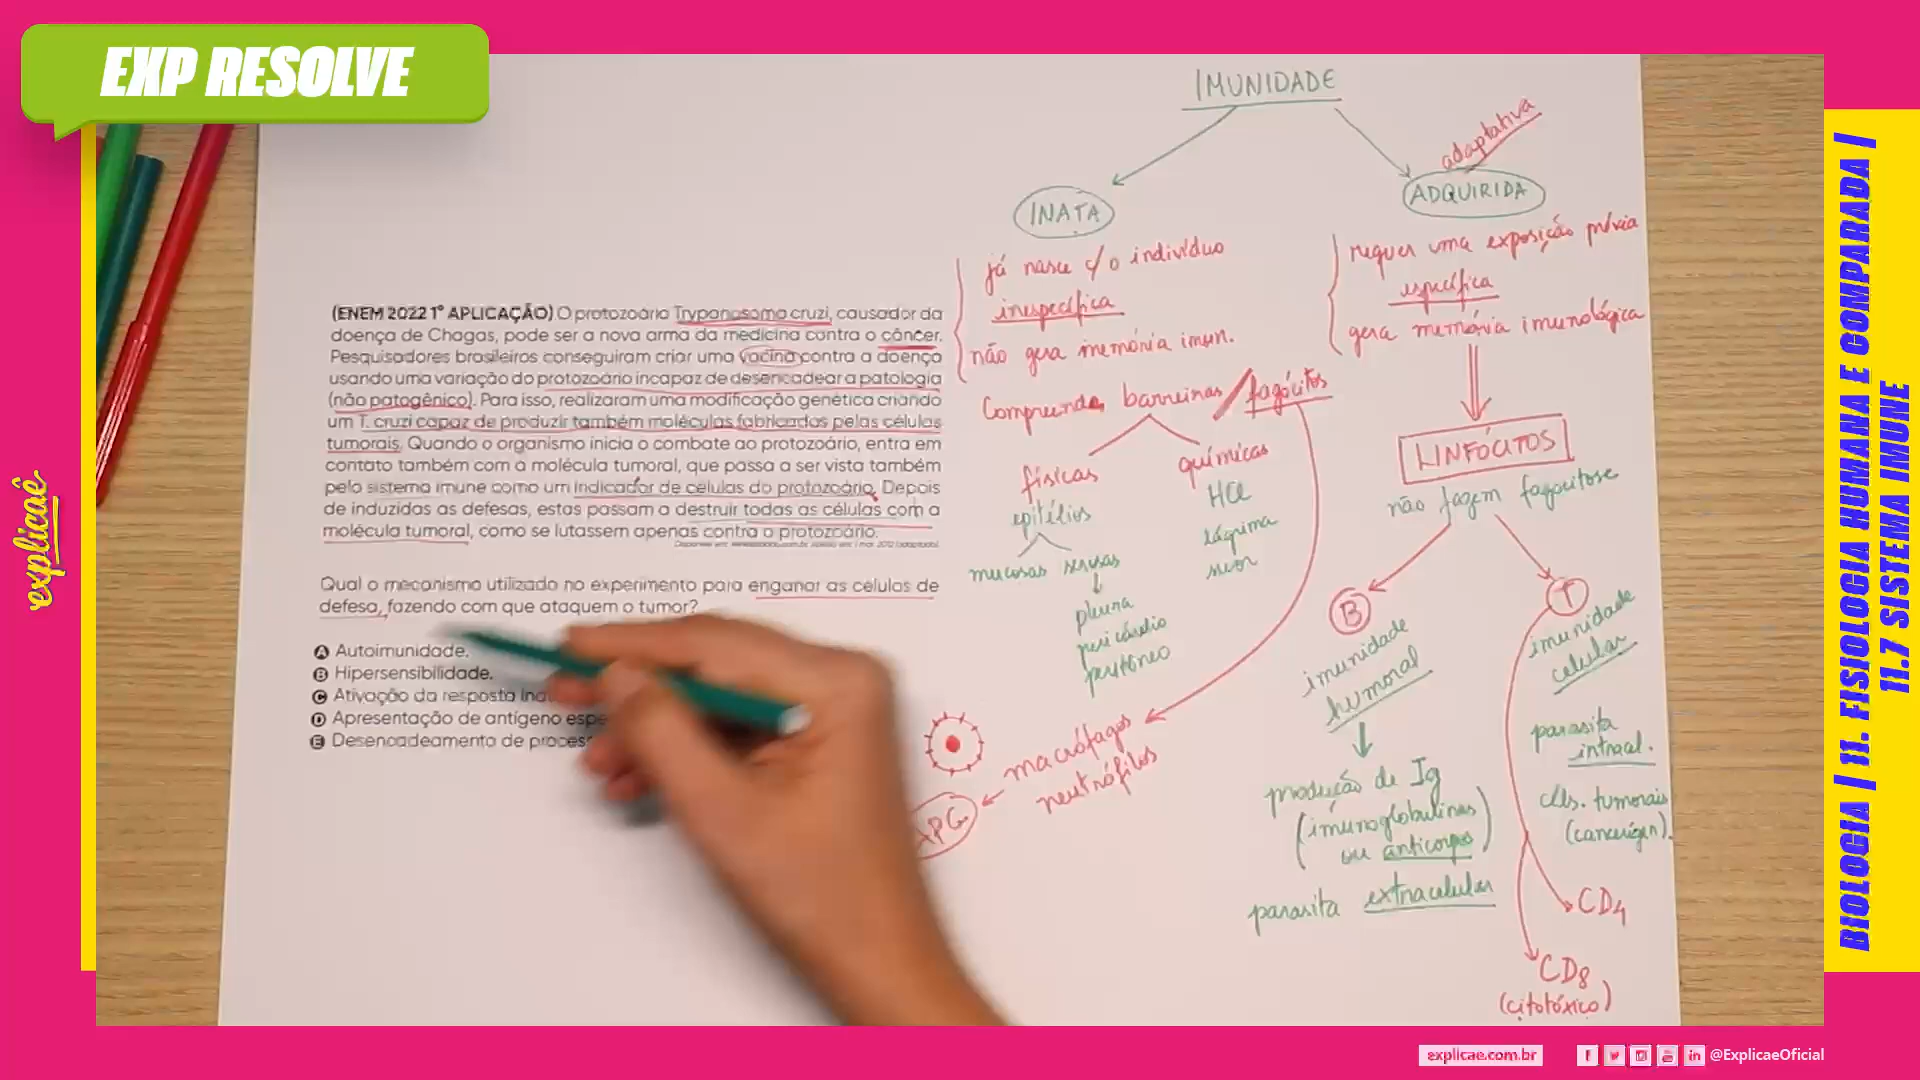 EXP RESOLVE
(ENEM 2022 1° APLICAÇÃO) O protozoário Trypanosoma cruzi, causador da
doença de Chagas, pode ser a nova arma da medicina contra o câncer.
Pesquisadores brasileiros conseguiram criar uma vacina contra a doença
usando uma variação do protozoário incapaz de desencadear a patologia
(não patogênico). Para isso, realizaram uma modificação genética criando
um T. cruzi capaz de produzir também moléculas fabricadas pelas células
tumorais. Quando o organismo inicia o combate ao protozoário, entra em
contato também com a molécula tumoral, que passa a ser vista também
pelo sistema imune como um indicador de células do protozoário. Depois
de induzidas as defesas, estas passam a destruir todas as células com a
molécula tumoral, como se lutassem apenas contra o protozoário.
Qual o mecanismo utilizado no experimento para enganar as células de
defesa, fazendo com que ataquem o tumor?
A Autoimunidade.
B Hipersensibilidade.
C Ativação da resposta ina
D Apresentação de antígeno espe
E Desencadeamento de process
IMUNIDADE
INATA
já nasce c/ o indivíduo
inespecífica
não gera memória imun.
Compreende barreiras / fagócitos
físicas
epitélios
mucosas serosas
pleura
pericárdio
peritôneo
químicas
HCl
lágrima
suor
macrófagos
neutrófilos
APC
adaptativa
ADQUIRIDA
requer uma exposição prévia
específica
gera memória imunológica
LINFÓCITOS
não fazem fagocitose
B
imunidade
humoral
produção de Ig
(imunoglobulinas
ou anticorpos)
parasita extracelular
T
imunidade
celular
parasita
intracel.
céls. tumorais
(cancerígen).
CD4
CD8
(citotóxico)
explicaê
BIOLOGIA | 11. FISIOLOGIA HUMANA E COMPARADA |
11.7 SISTEMA IMUNE
explicae.com.br
@ExplicaeOficial